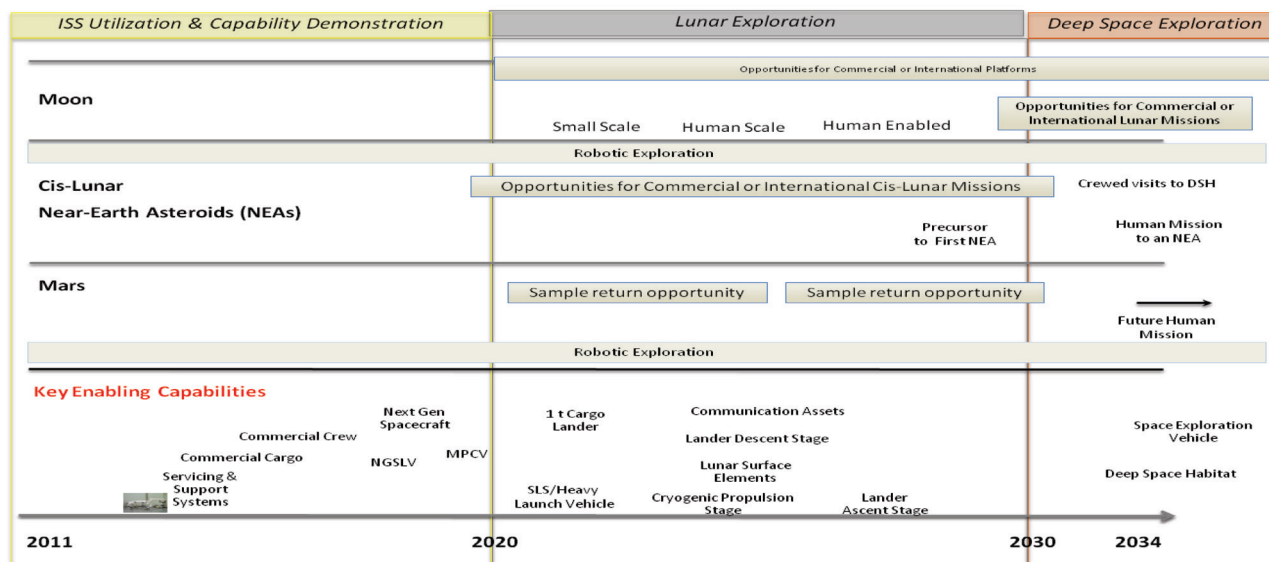 ISS Utilization & Capability Demonstration
Lunar Exploration
Deep Space Exploration
Opportunities for Commercial or International Platforms
Moon
Opportunities for Commercial or
International Lunar Missions
Small Scale
Human Scale
Human Enabled
Robotic Exploration
Cis-Lunar
Opportunities for Commercial or International Cis-Lunar Missions
Crewed visits to DSH
Near-Earth Asteroids (NEAs)
Precursor
to First NEA
Human Mission
to an NEA
Mars
Sample return opportunity
Sample return opportunity
Future Human
Mission
Robotic Exploration
Key Enabling Capabilities
Next Gen
Spacecraft
Commercial Crew
Commercial Cargo
NGSLV
MPCV
Servicing &
Support
Systems
1 t Cargo
Lander
SLS/Heavy
Launch Vehicle
Communication Assets
Lander Descent Stage
Lunar Surface
Elements
Cryogenic Propulsion
Stage
Lander
Ascent Stage
Space Exploration
Vehicle
Deep Space Habitat
2011
2020
2030
2034